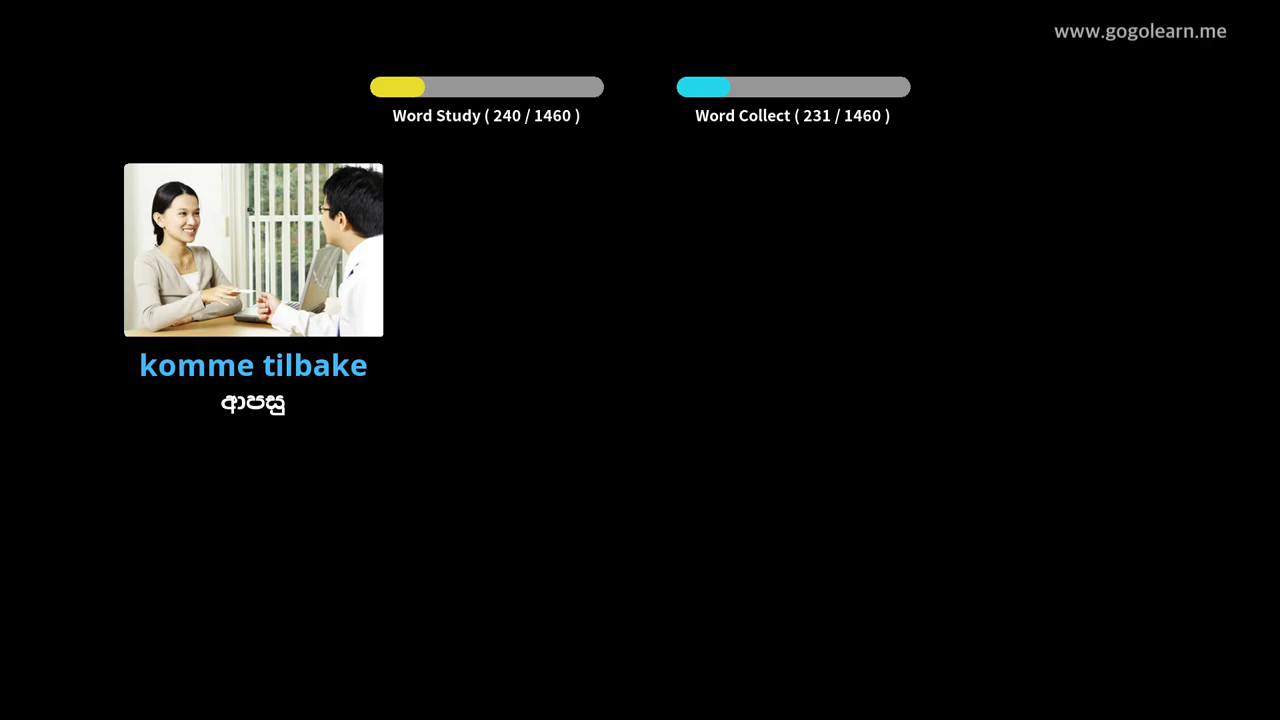 www.gogolearn.me
Word Study ( 240 / 1460 )
Word Collect ( 231 / 1460 )
komme tilbake
ආපසු